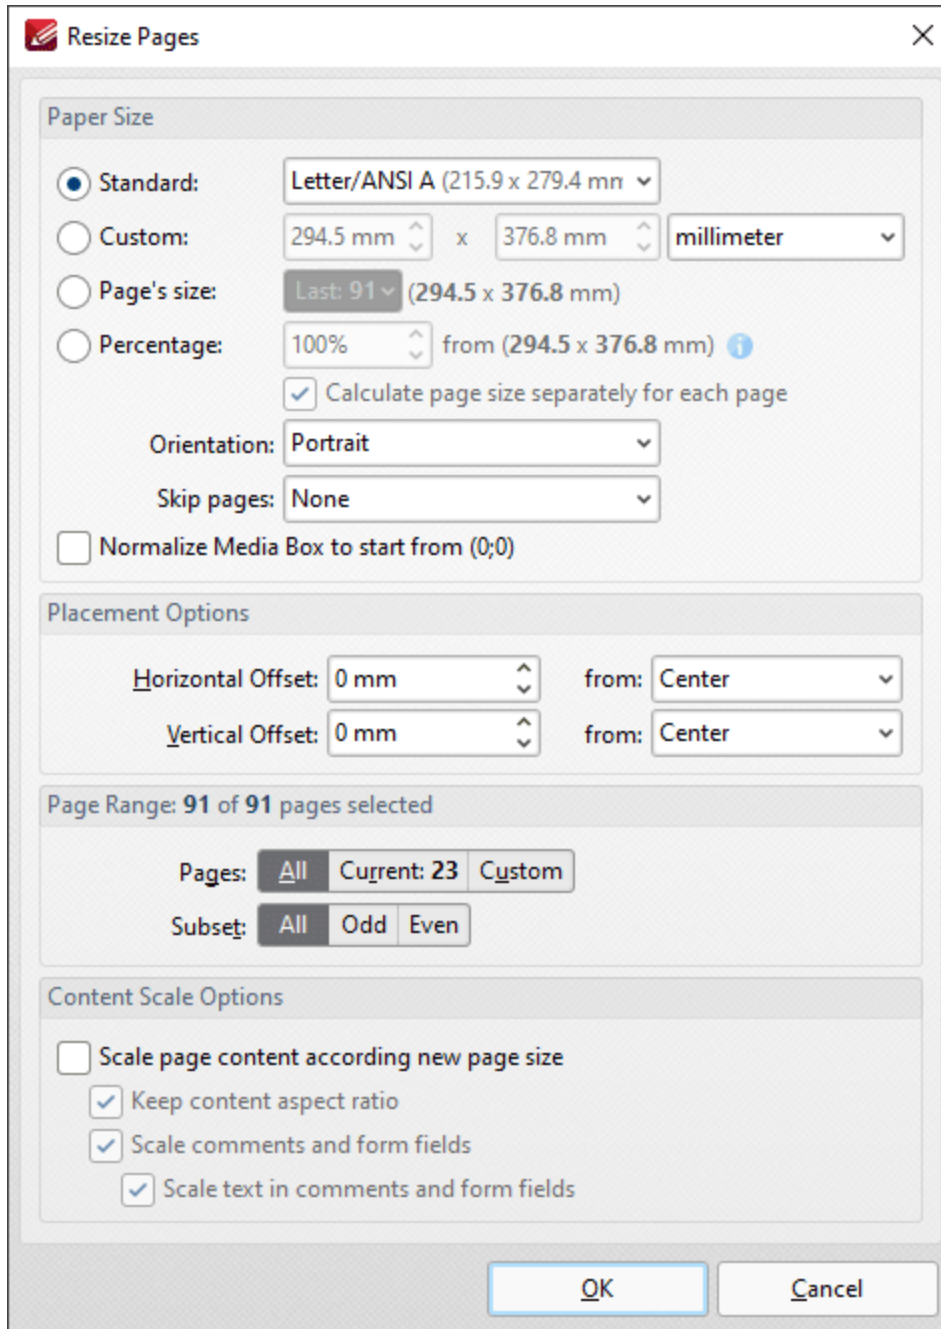 Resize Pages
Paper Size
Standard: Letter/ANSI A (215.9 x 279.4 mm
Custom: 294.5 mm x 376.8 mm millimeter
Page's size: Last: 91 (294.5 x 376.8 mm)
Percentage: 100% from (294.5 x 376.8 mm) i
Calculate page size separately for each page
Orientation: Portrait
Skip pages: None
Normalize Media Box to start from (0;0)
Placement Options
Horizontal Offset: 0 mm from: Center
Vertical Offset: 0 mm from: Center
Page Range: 91 of 91 pages selected
Pages: All Current: 23 Custom
Subset: All Odd Even
Content Scale Options
Scale page content according new page size
Keep content aspect ratio
Scale comments and form fields
Scale text in comments and form fields
OK Cancel